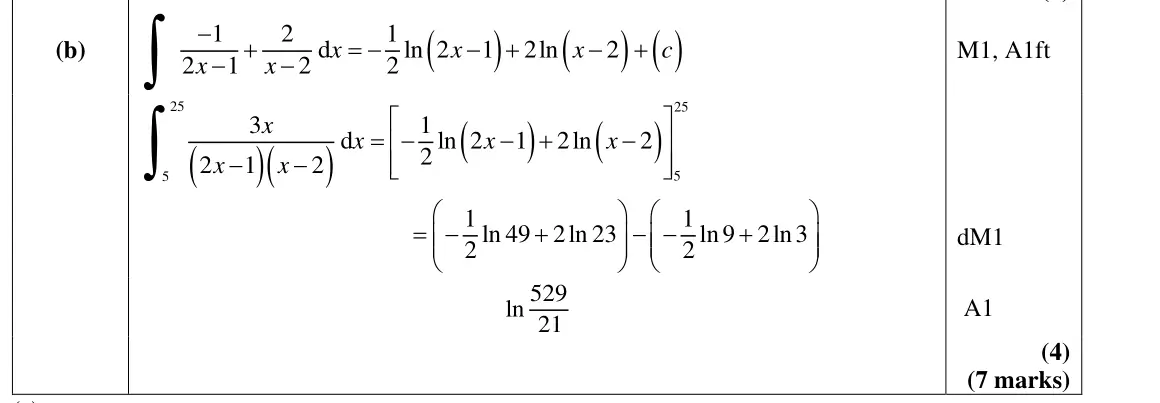 (b) ∫ −1/(2x−1) + 2/(x−2) dx = −1/2 ln(2x−1) + 2ln(x−2) + (c) M1, A1ft
∫₅²⁵ 3x/((2x−1)(x−2)) dx = [−1/2 ln(2x−1) + 2ln(x−2)]₅²⁵
= (−1/2 ln 49 + 2ln 23) − (−1/2 ln 9 + 2ln 3) dM1
ln 529/21 A1
(4)
(7 marks)